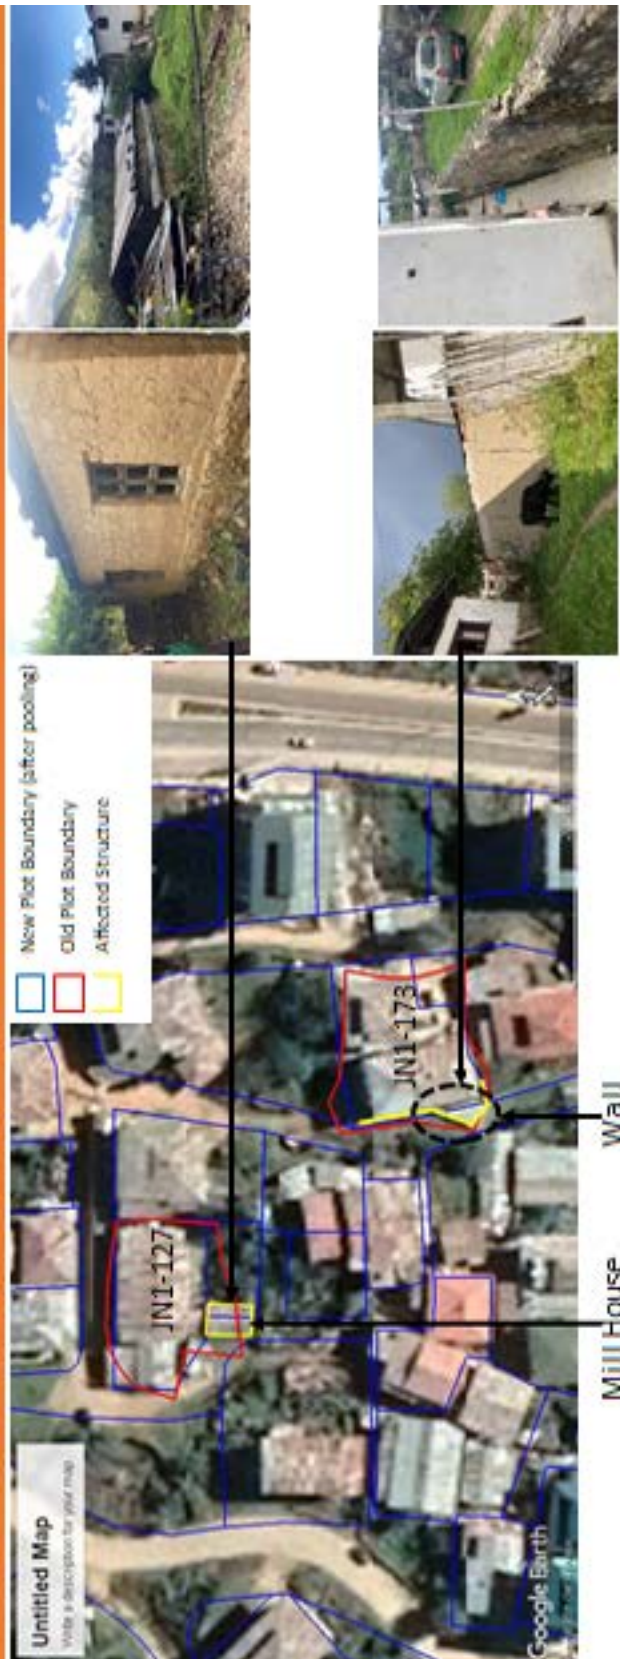 Untitled Map
Write a description for your map
New Plot Boundary (after pooling)
Old Plot Boundary
Affected Structure
JN1-127
JN1-173
Google Earth
Mill House
Wall